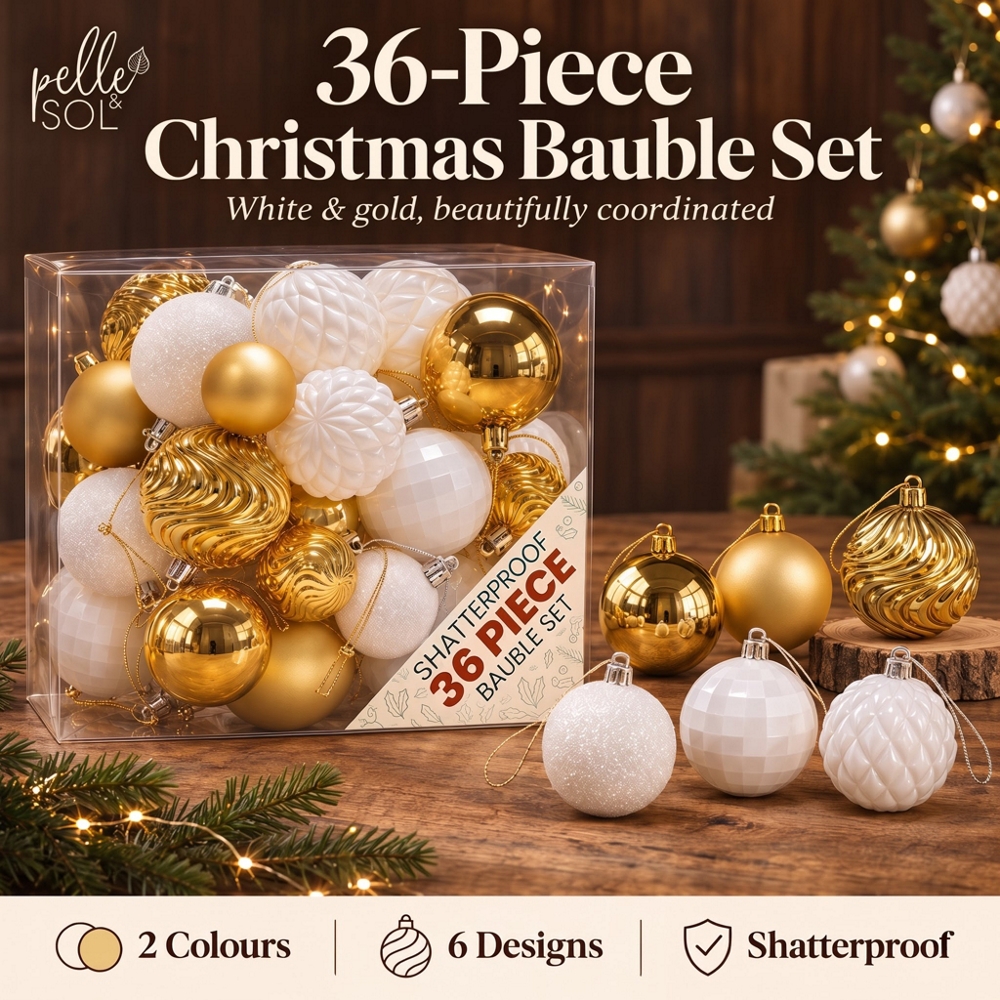 pelle
& SOL
36-Piece
Christmas Bauble Set
White & gold, beautifully coordinated
SHATTERPROOF
36 PIECE
BAUBLE SET
2 Colours
6 Designs
Shatterproof